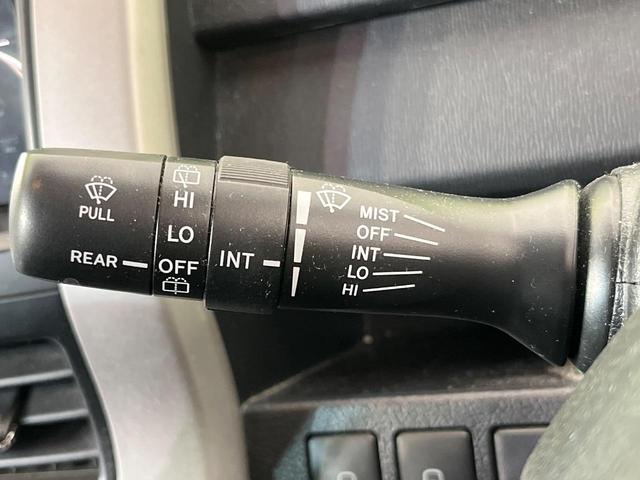 PULL
REAR
HI
LO
OFF
INT
MIST
OFF
INT
LO
HI